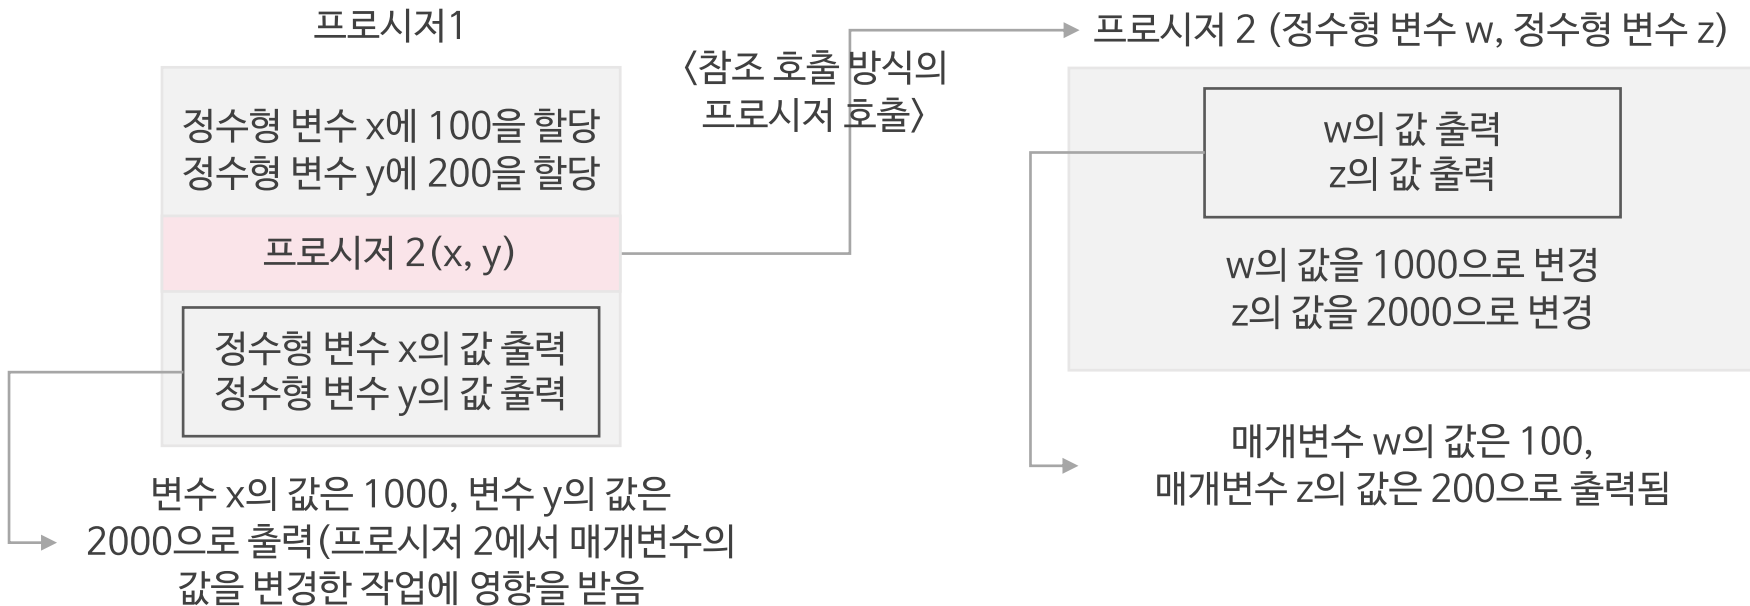 프로시저1
정수형 변수 x에 100을 할당
정수형 변수 y에 200을 할당
프로시저 2(x, y)
정수형 변수 x의 값 출력
정수형 변수 y의 값 출력
변수 x의 값은 1000, 변수 y의 값은
2000으로 출력(프로시저 2에서 매개변수의
값을 변경한 작업에 영향을 받음
〈참조 호출 방식의
프로시저 호출〉
프로시저 2 (정수형 변수 w, 정수형 변수 z)
w의 값 출력
z의 값 출력
w의 값을 1000으로 변경
z의 값을 2000으로 변경
매개변수 w의 값은 100,
매개변수 z의 값은 200으로 출력됨